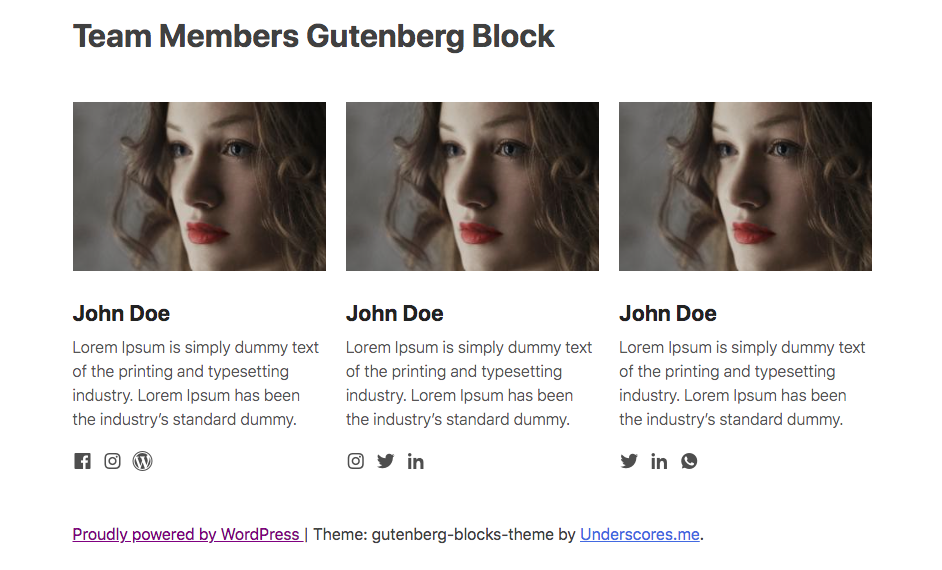 Team Members Gutenberg Block
John Doe
Lorem Ipsum is simply dummy text
of the printing and typesetting
industry. Lorem Ipsum has been
the industry’s standard dummy.
John Doe
Lorem Ipsum is simply dummy text
of the printing and typesetting
industry. Lorem Ipsum has been
the industry’s standard dummy.
John Doe
Lorem Ipsum is simply dummy text
of the printing and typesetting
industry. Lorem Ipsum has been
the industry’s standard dummy.
Proudly powered by WordPress | Theme: gutenberg-blocks-theme by Underscores.me.